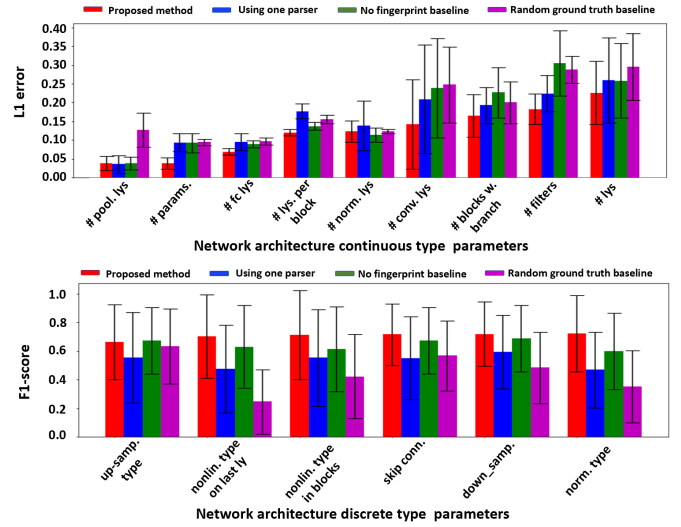 Proposed method Using one parser No fingerprint baseline Random ground truth baseline
L1 error
0.40
0.35
0.30
0.25
0.20
0.15
0.10
0.05
0.00
# pool. lys
# params.
# fc lys
# lys. per
block
# norm. lys
# conv. lys
# blocks w.
branch
# filters
# lys
Network architecture continuous type parameters
Proposed method Using one parser No fingerprint baseline Random ground truth baseline
F1-score
1.0
0.8
0.6
0.4
0.2
0.0
up-samp.
type
nonlin. type
on last ly
nonlin. type
in blocks
skip conn.
down_samp.
norm. type
Network architecture discrete type parameters